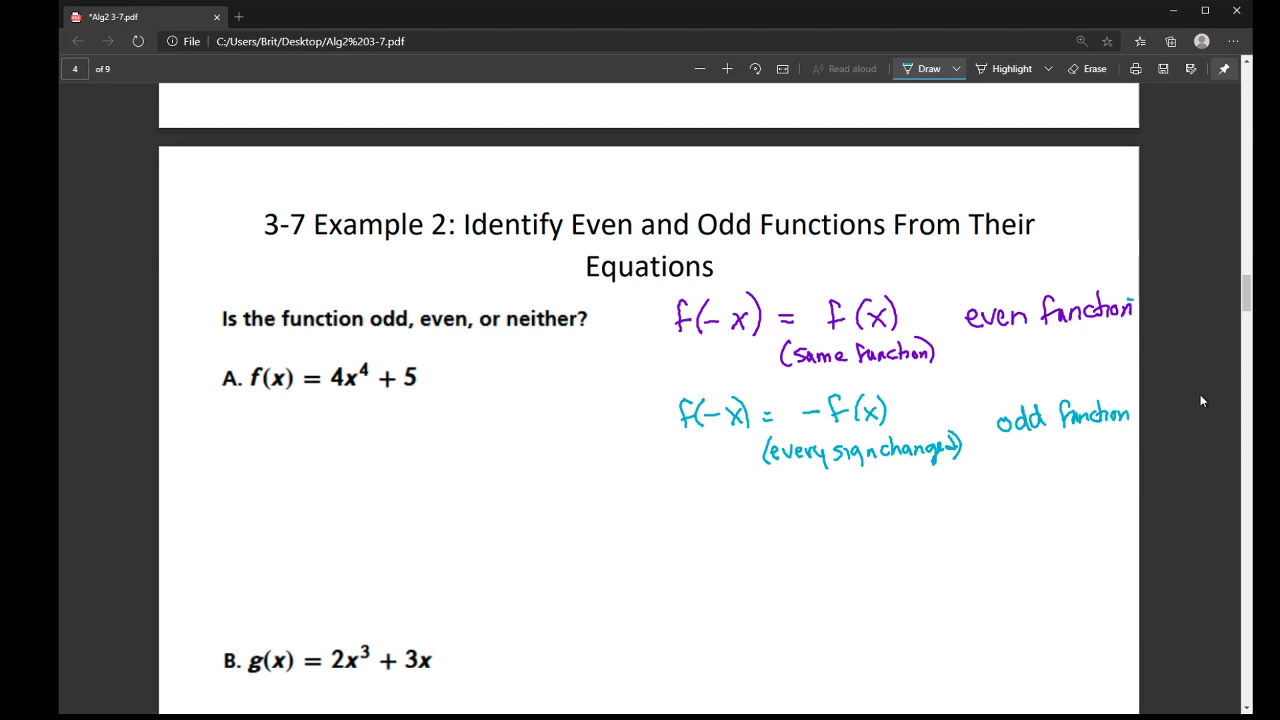 *Alg2 3-7.pdf
File | C:/Users/Brit/Desktop/Alg2%203-7.pdf
4 of 9 Read aloud Draw Highlight Erase
3-7 Example 2: Identify Even and Odd Functions From Their
Equations
Is the function odd, even, or neither?
f(-x) = f(x) even function
(same function)
A. f(x) = 4x⁴ + 5
f(-x) = -f(x) odd function
(every sign changed)
B. g(x) = 2x³ + 3x